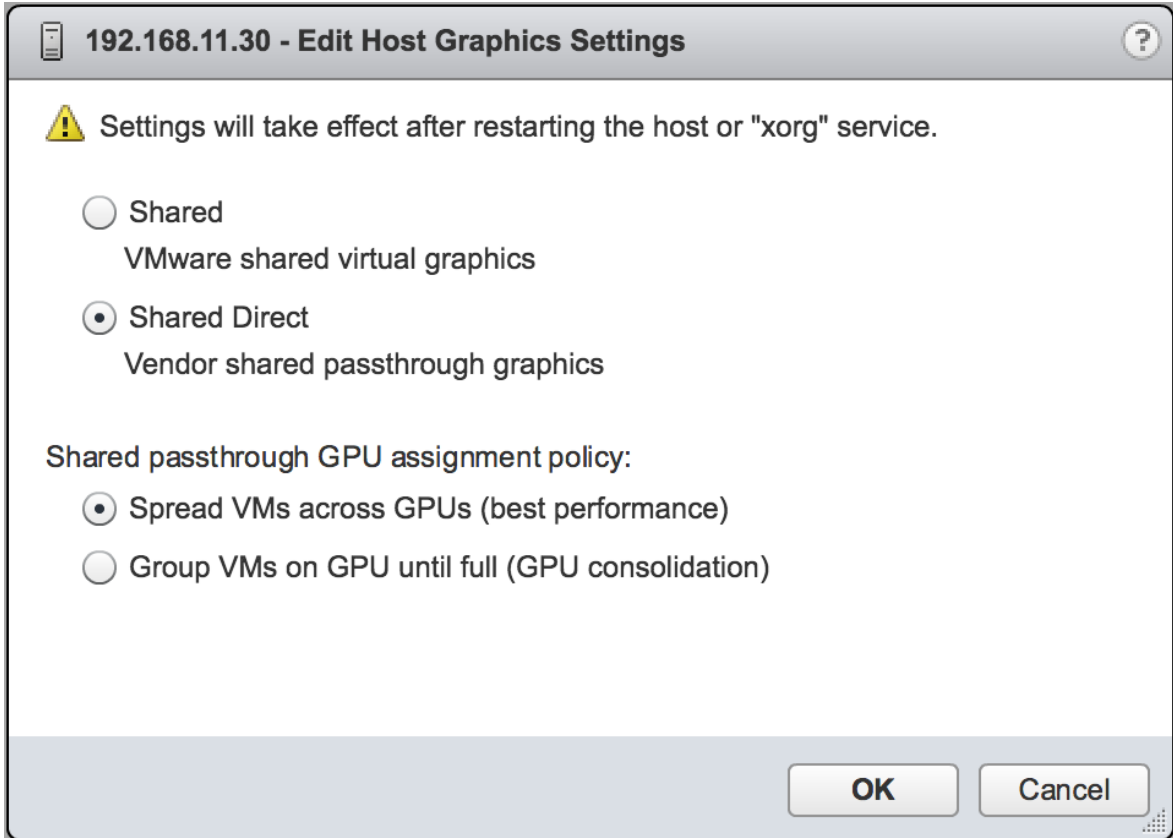 192.168.11.30 - Edit Host Graphics Settings
?
Settings will take effect after restarting the host or "xorg" service.
Shared
VMware shared virtual graphics
Shared Direct
Vendor shared passthrough graphics
Shared passthrough GPU assignment policy:
Spread VMs across GPUs (best performance)
Group VMs on GPU until full (GPU consolidation)
OK Cancel